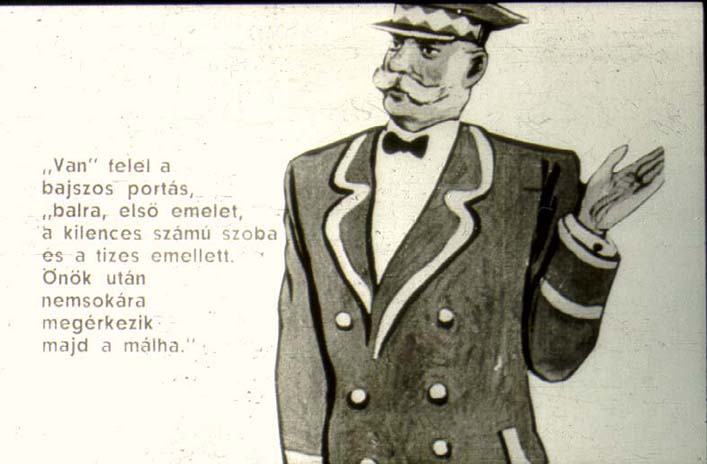 „Van" felel a
bajszos portás,
„balra, első emelet,
a kilences számú szoba
és a tizes emellett.
Önök után
nemsokára
megérkezik
majd a málha."